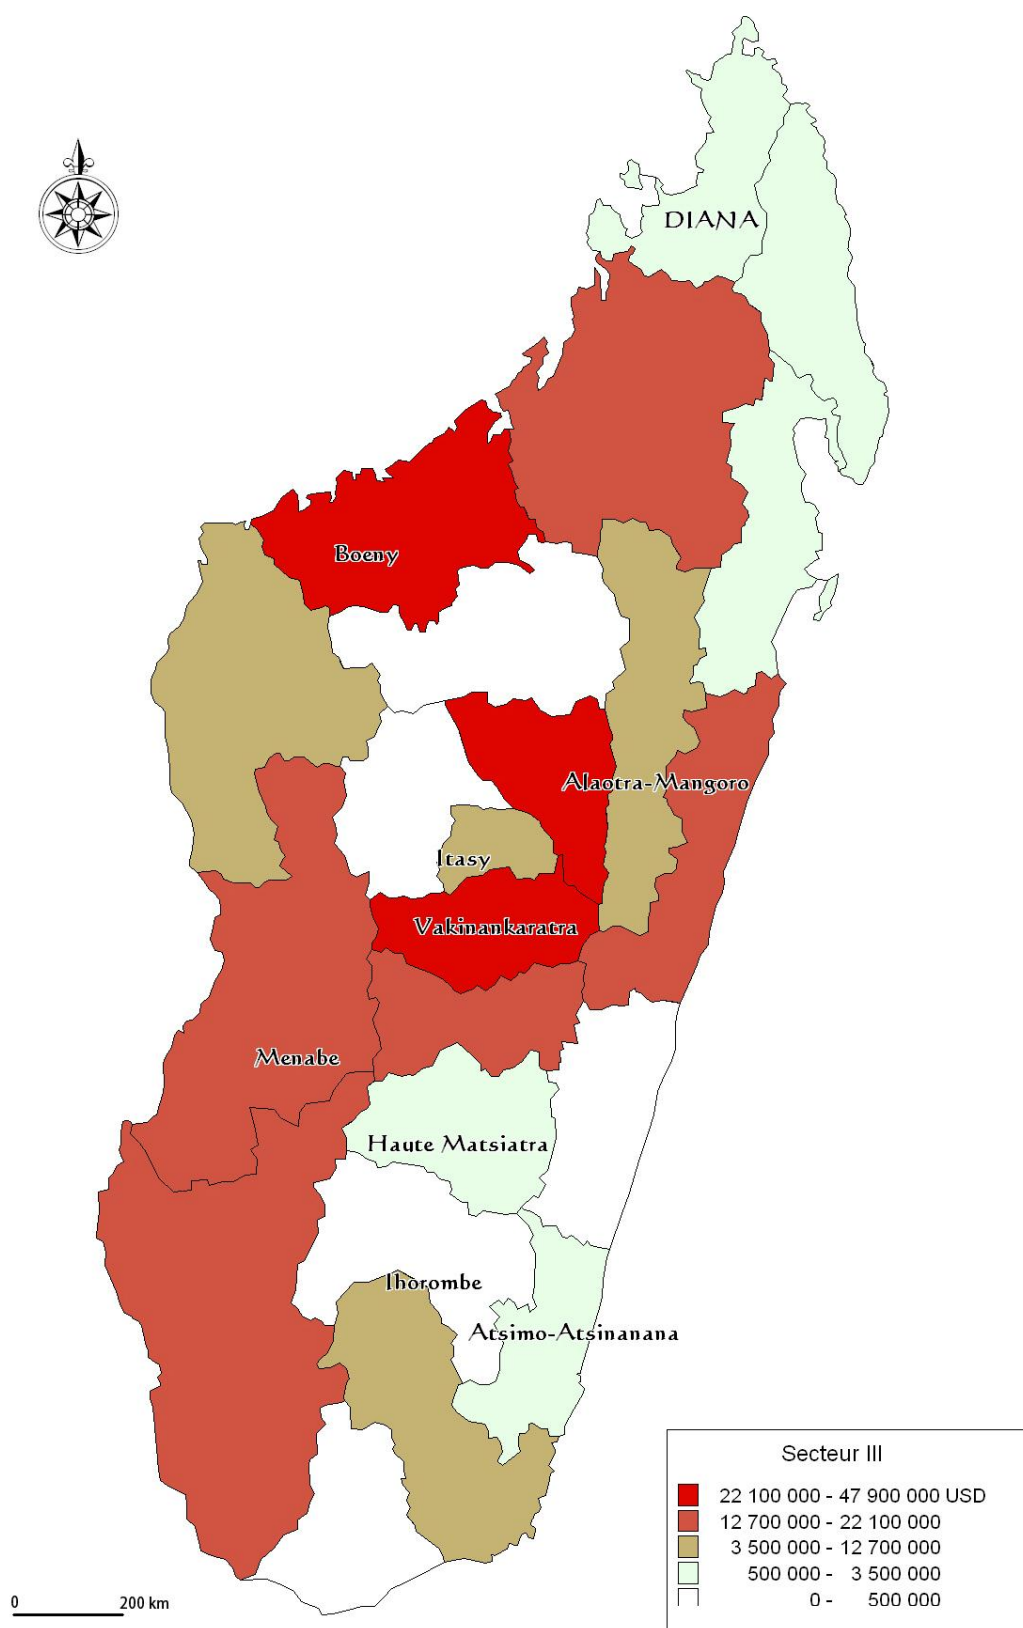 DIANA
Boeny
Alaotra-Mangoro
Itasy
Vakinankaratra
Menabe
Haute Matsiatra
Ihorombe
Atsimo-Atsinanana
Secteur III
22 100 000 - 47 900 000 USD
12 700 000 - 22 100 000
3 500 000 - 12 700 000
500 000 - 3 500 000
0 - 500 000
0 200 km